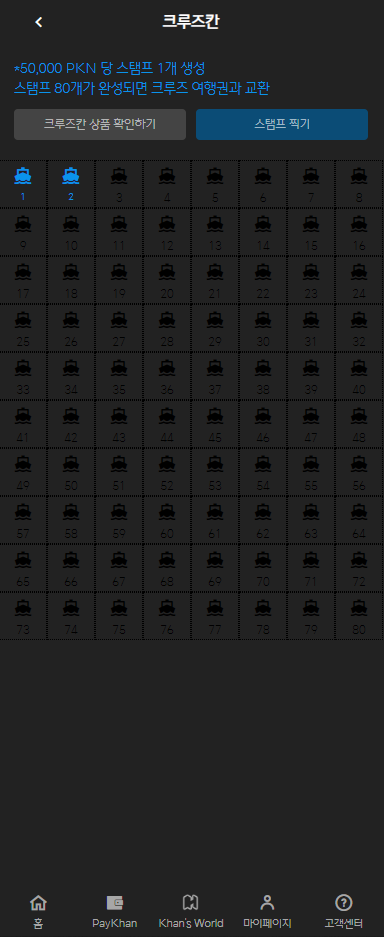 크루즈칸
*50,000 PKN 당 스탬프 1개 생성
스탬프 80개가 완성되면 크루즈 여행권과 교환
크루즈칸 상품 확인하기 스탬프 찍기
1 2 3 4 5 6 7 8
9 10 11 12 13 14 15 16
17 18 19 20 21 22 23 24
25 26 27 28 29 30 31 32
33 34 35 36 37 38 39 40
41 42 43 44 45 46 47 48
49 50 51 52 53 54 55 56
57 58 59 60 61 62 63 64
65 66 67 68 69 70 71 72
73 74 75 76 77 78 79 80
홈 PayKhan Khan's World 마이페이지 고객센터